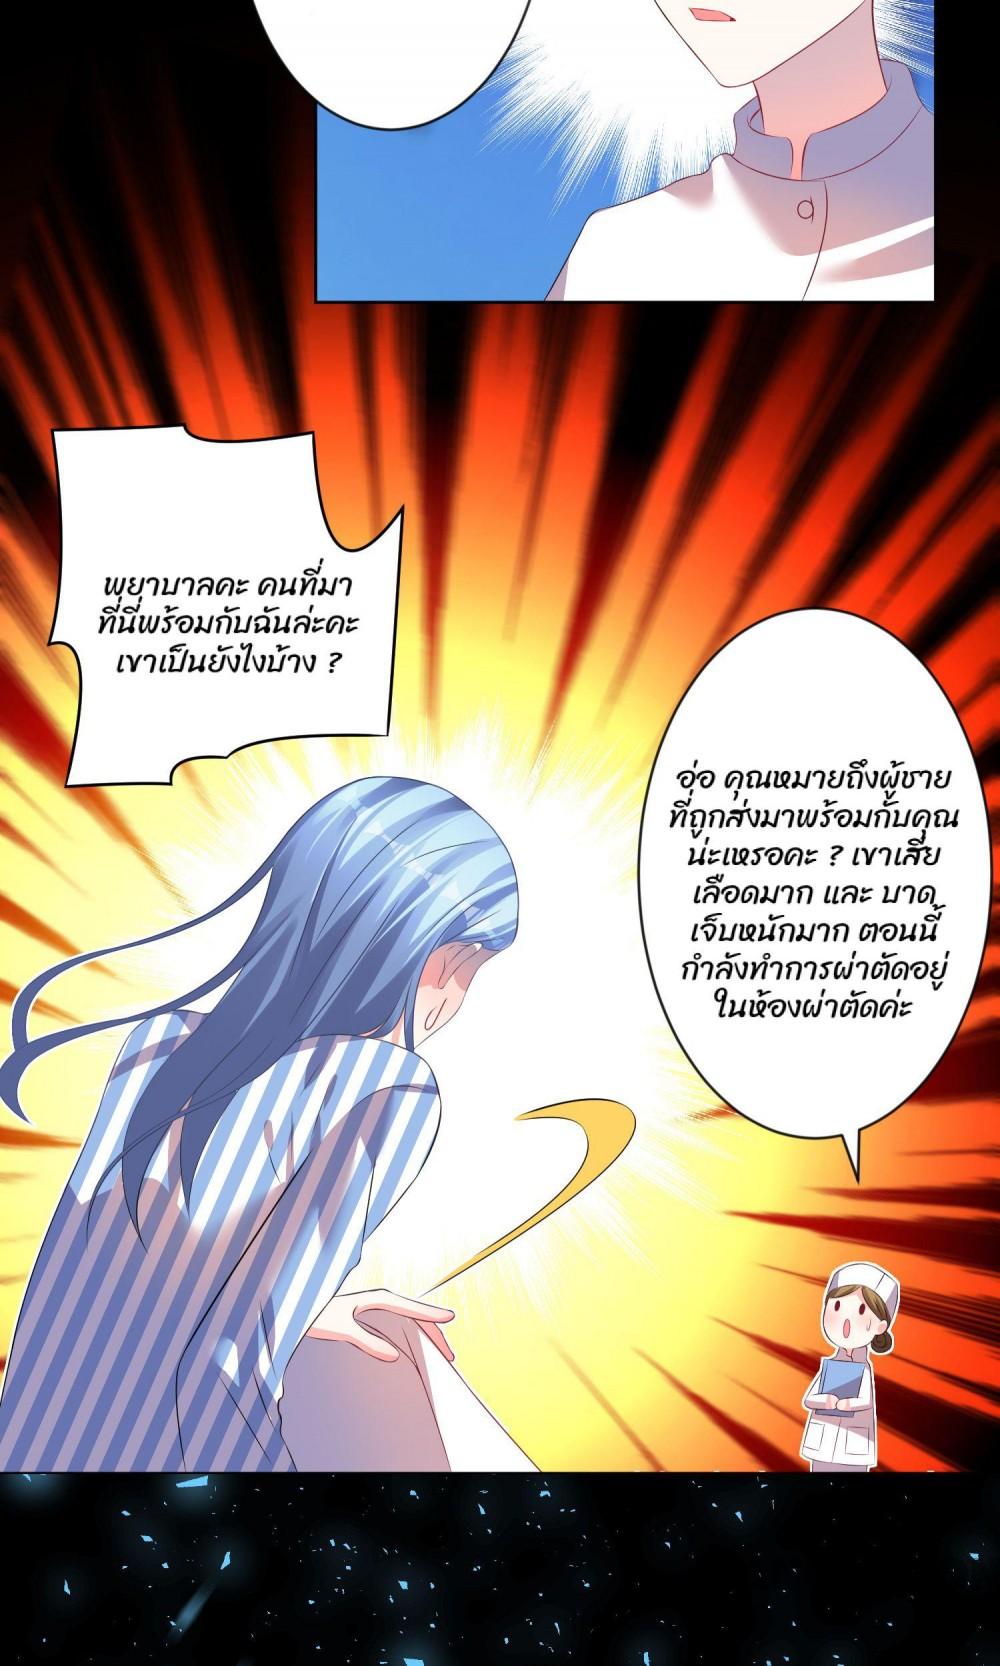 พยาบาลคะ คนที่มา
ที่นี่พร้อมกับฉันล่ะคะ
เขาเป็นยังไงบ้าง ?
อ่อ คุณหมายถึงผู้ชาย
ที่ถูกส่งมาพร้อมกับคุณ
น่ะเหรอคะ ? เขาเสีย
เลือดมาก และ บาด
เจ็บหนักมาก ตอนนี้
กำลังทำการผ่าตัดอยู่
ในห้องผ่าตัดค่ะ